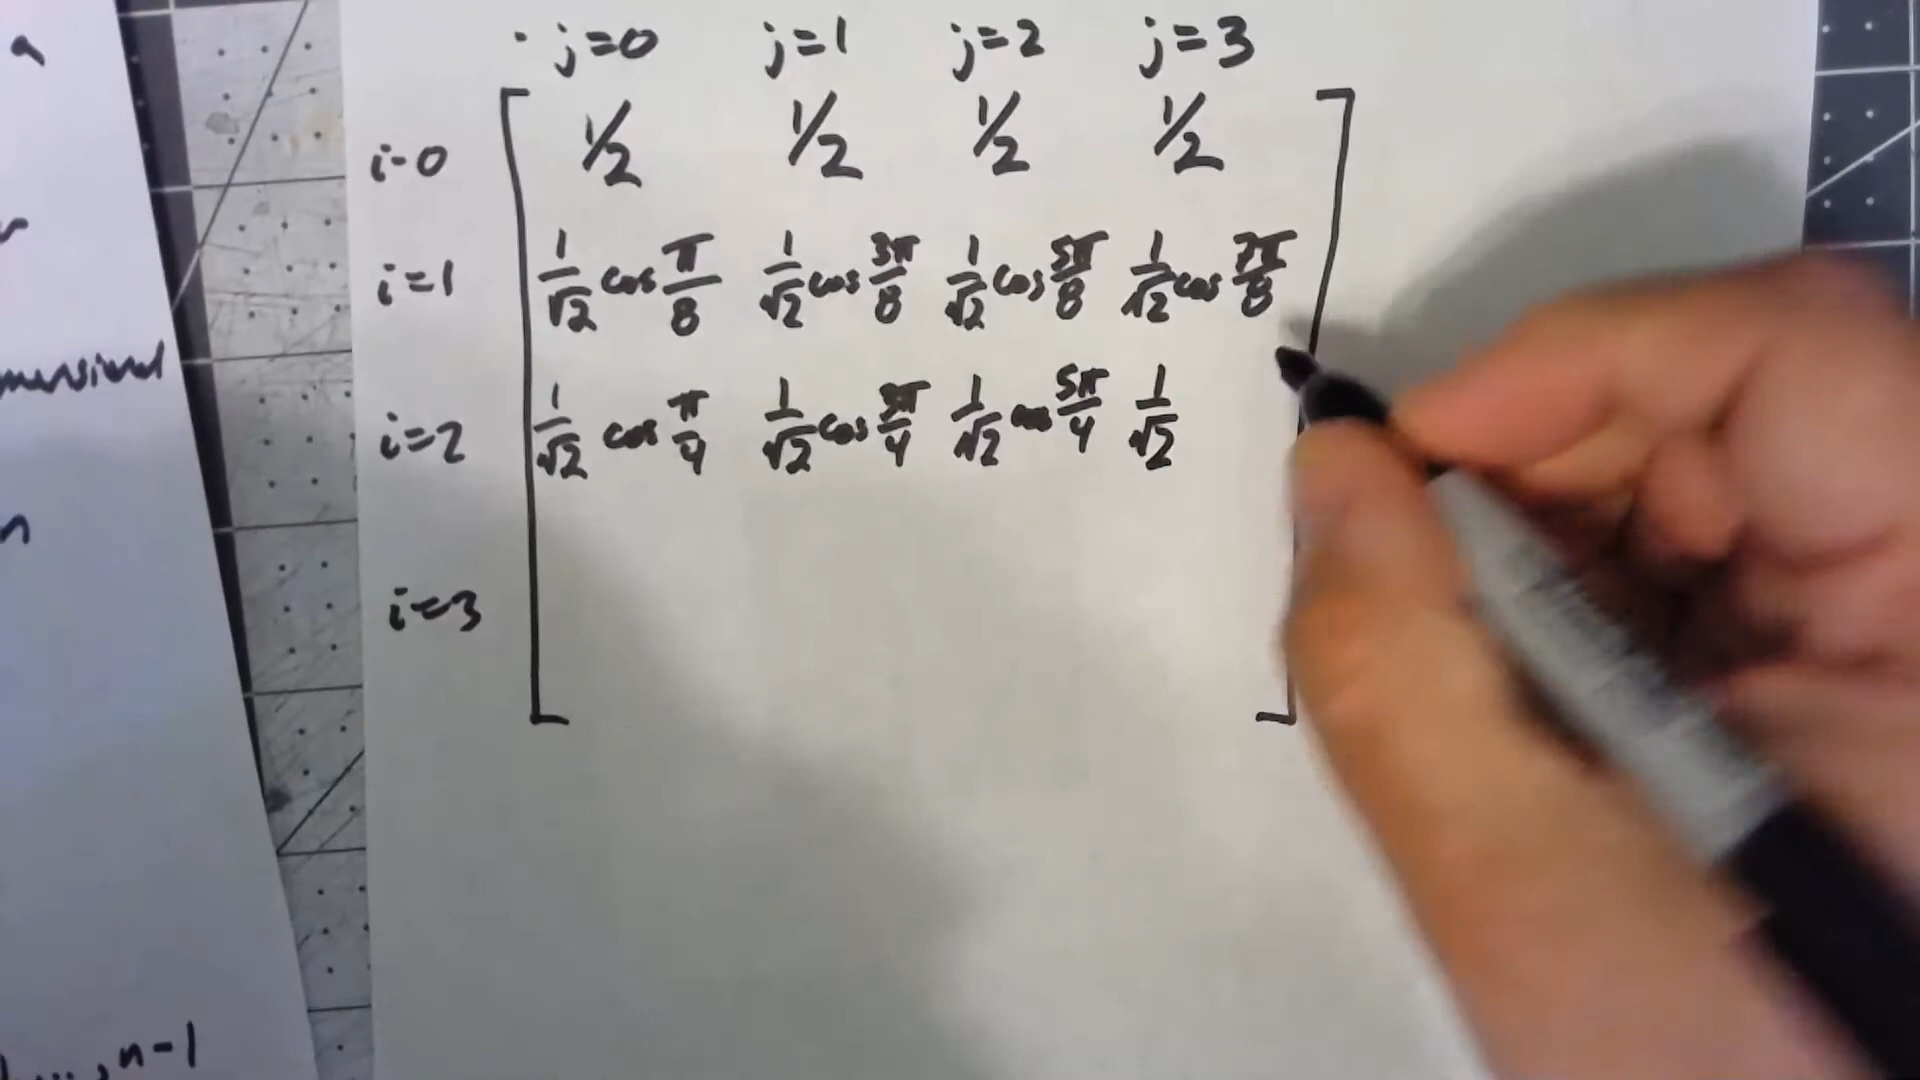 a
j=0 j=1 j=2 j=3
i=0 1/2 1/2 1/2 1/2
i=1 1/√2 cos π/8 1/√2 cos 3π/8 1/√2 cos 5π/8 1/√2 cos 7π/8
i=2 1/√2 cos π/4 1/√2 cos 3π/4 1/√2 cos 5π/4 1/√2
n
i=3
, n-1